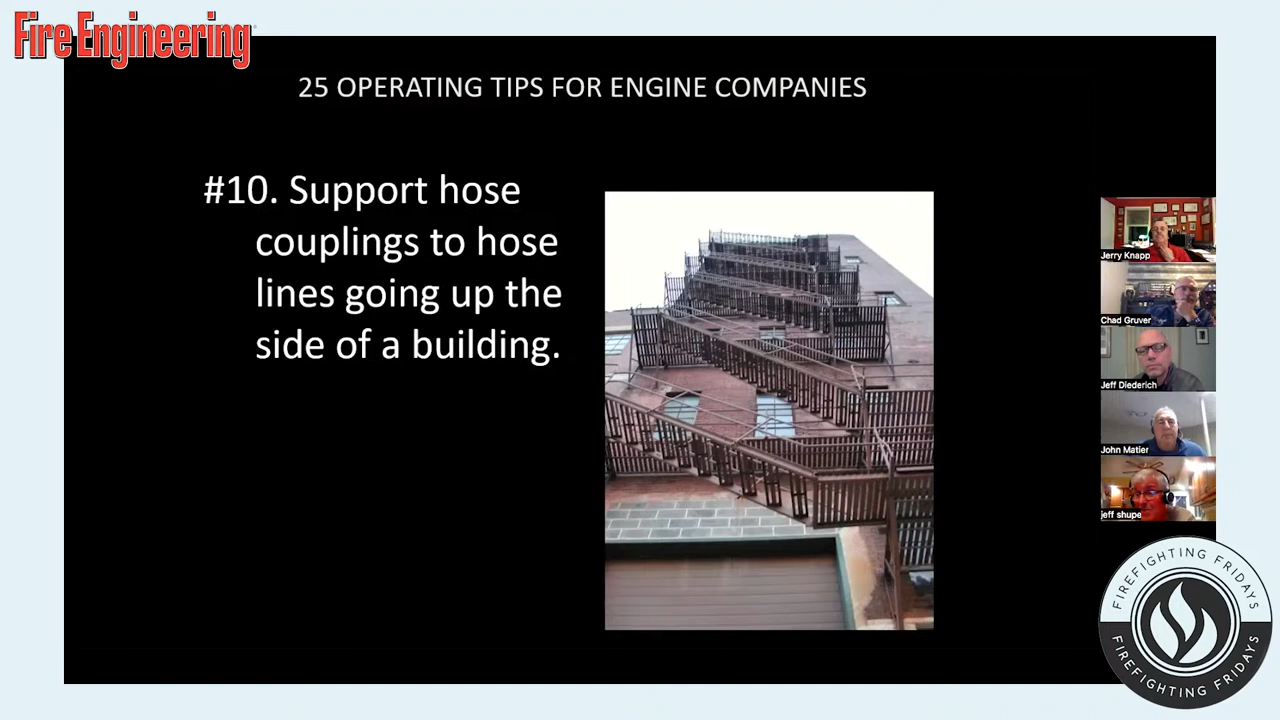 Fire Engineering
25 OPERATING TIPS FOR ENGINE COMPANIES
#10. Support hose
couplings to hose
lines going up the
side of a building.
Jerry Knapp
Chad Gruver
Jeff Diederich
John Matier
jeff shupe
FIREFIGHTING FRIDAYS
FIREFIGHTING FRIDAYS